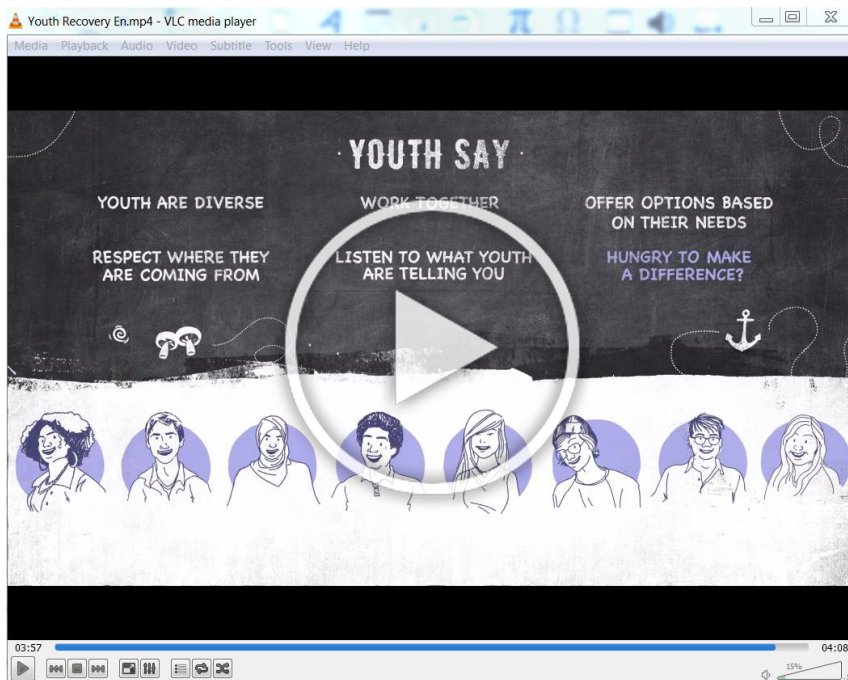 Youth Recovery En.mp4 - VLC media player
Media Playback Audio Video Subtitle Tools View Help
· YOUTH SAY ·
YOUTH ARE DIVERSE
WORK TOGETHER
OFFER OPTIONS BASED
ON THEIR NEEDS
RESPECT WHERE THEY
ARE COMING FROM
LISTEN TO WHAT YOUTH
ARE TELLING YOU
HUNGRY TO MAKE
A DIFFERENCE?
03:57
04:08
15%